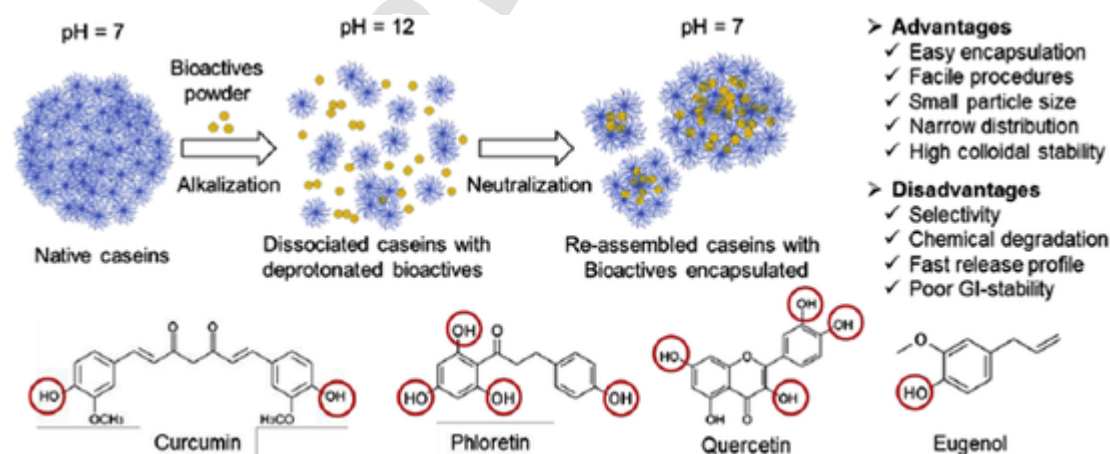 pH = 7
pH = 12
pH = 7
Bioactives
powder
Alkalization
Neutralization
Native caseins
Dissociated caseins with
deprotonated bioactives
Re-assembled caseins with
Bioactives encapsulated
➢ Advantages
✓ Easy encapsulation
✓ Facile procedures
✓ Small particle size
✓ Narrow distribution
✓ High colloidal stability
➢ Disadvantages
✓ Selectivity
✓ Chemical degradation
✓ Fast release profile
✓ Poor GI-stability
O O
HO OH
OCH₃ H₃CO
Curcumin
OH O
HO OH OH
Phloretin
OH
OH
HO O
OH
OH O
Quercetin
O
HO
Eugenol